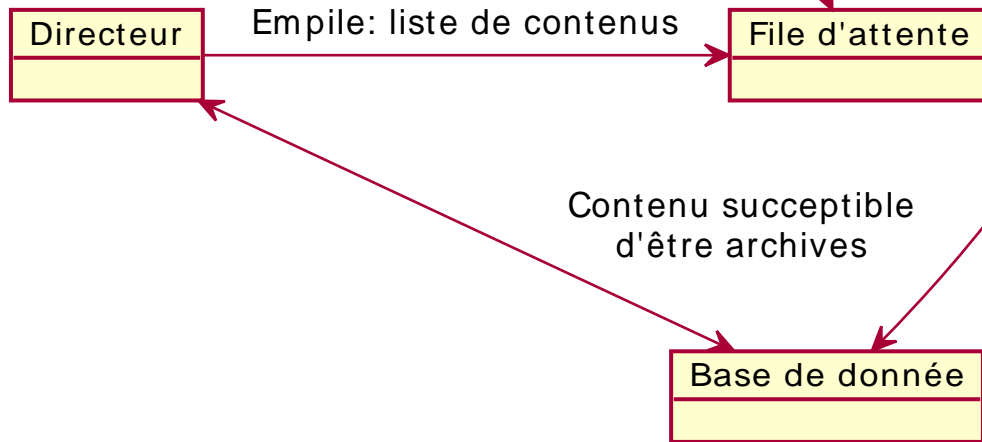 Directeur
Empile: liste de contenus
File d'attente
Contenu succeptible
d'être archives
Base de donnée